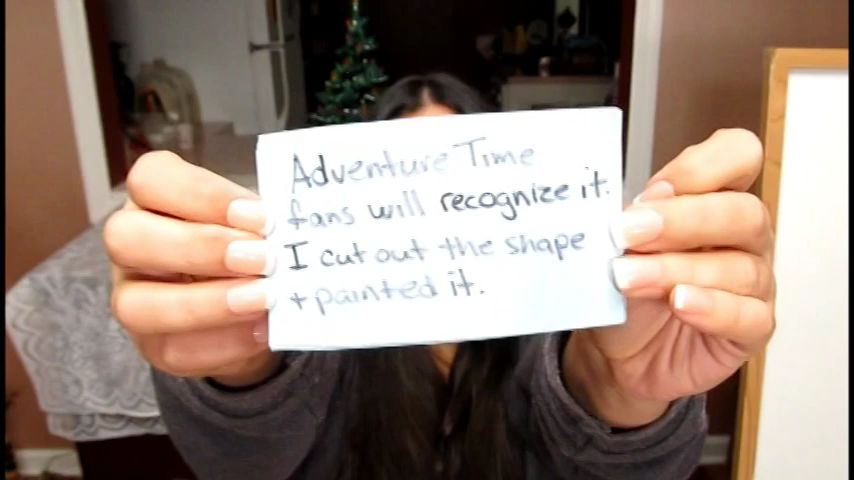 Adventure Time
fans will recognize it.
I cut out the shape
+ painted it.